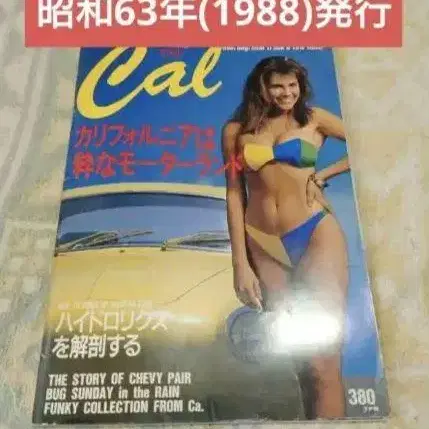 昭和63年(1988)発行
Cal
カリフォルニアは
粋なモーターランド
ハイドロリクス
を解剖する
THE STORY OF CHEVY PAIR
BUG SUNDAY in the RAIN
FUNKY COLLECTION FROM Ca.
380